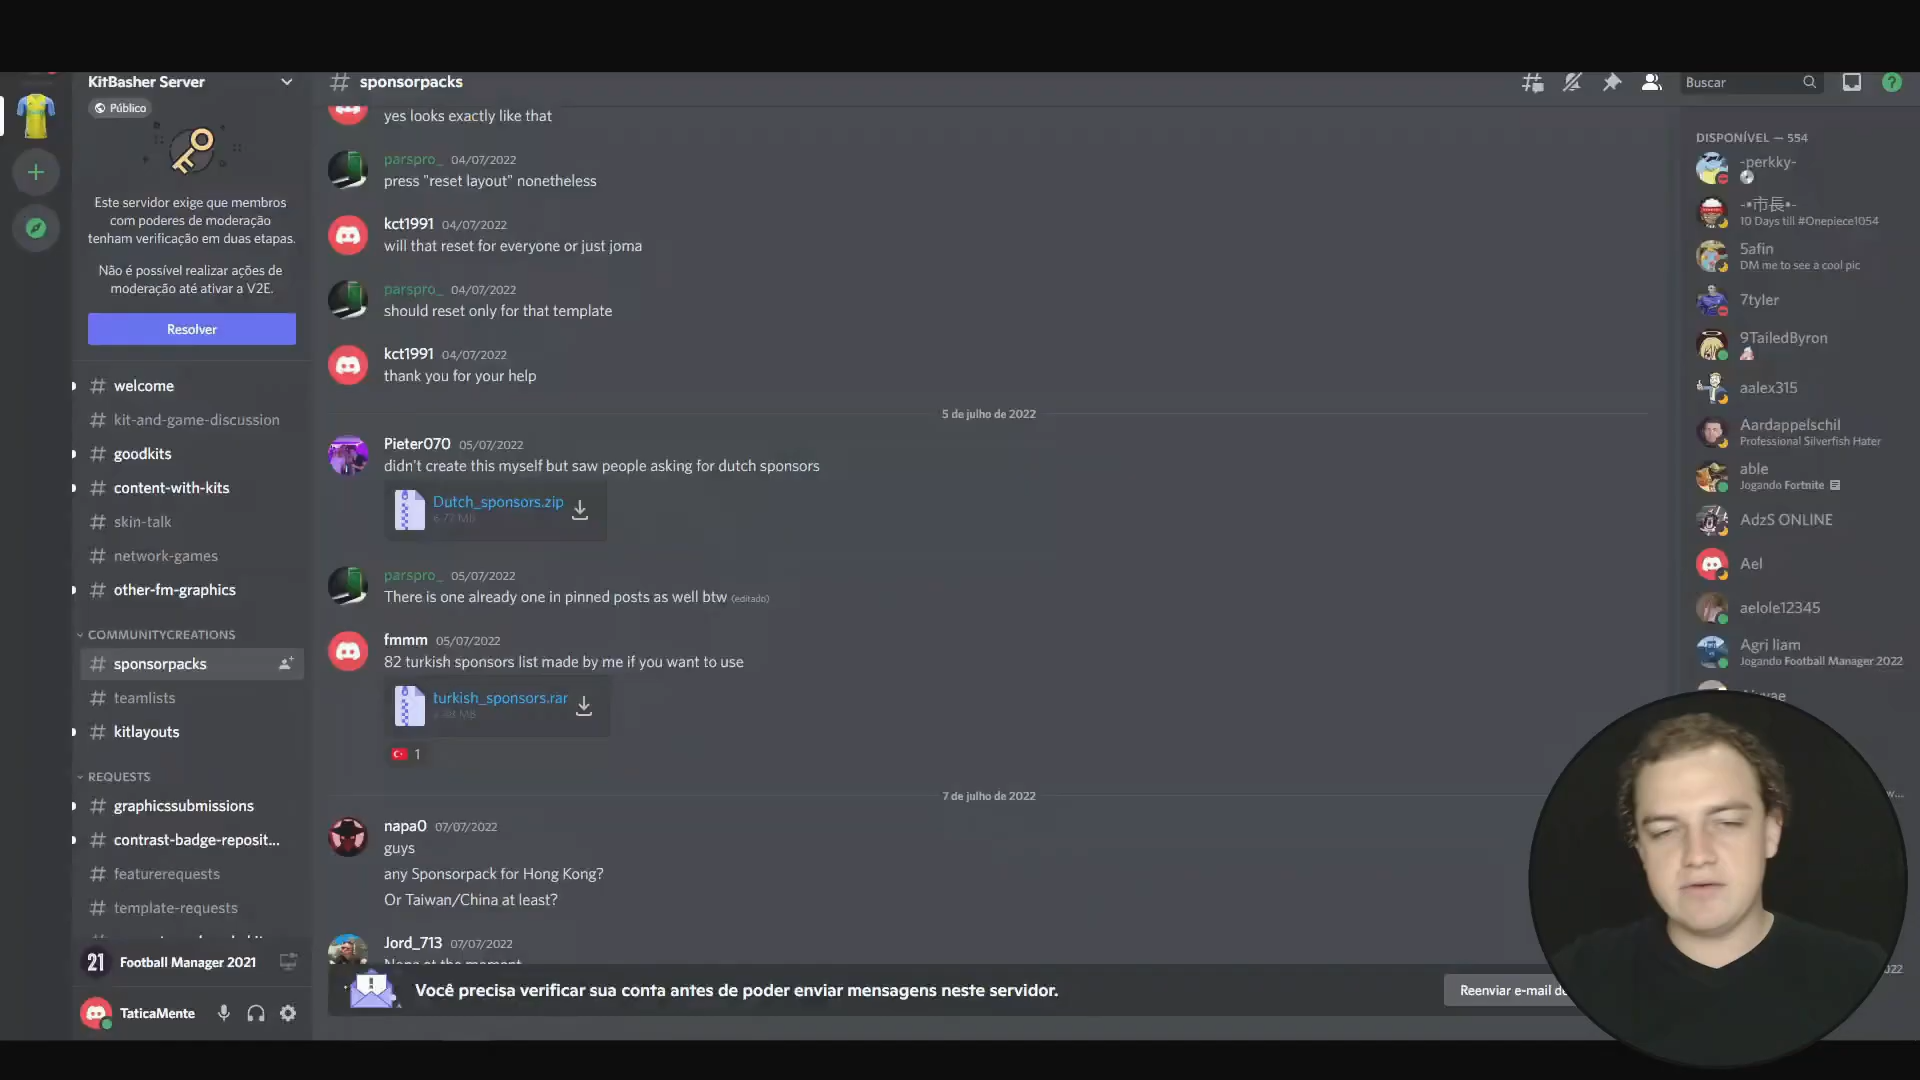 KitBasher Server
Público
Este servidor exige que membros
com poderes de moderação
tenham verificação em duas etapas.
Não é possível realizar ações de
moderação até ativar a V2E.
Resolver
welcome
kit-and-game-discussion
goodkits
content-with-kits
skin-talk
network-games
other-fm-graphics
COMMUNITYCREATIONS
sponsorpacks
teamlists
kitlayouts
REQUESTS
graphicssubmissions
contrast-badge-reposit...
featurerequests
template-requests
21 Football Manager 2021
TaticaMente
# sponsorpacks
Buscar
yes looks exactly like that
parspro_ 04/07/2022
press "reset layout" nonetheless
kct1991 04/07/2022
will that reset for everyone or just joma
parspro_ 04/07/2022
should reset only for that template
kct1991 04/07/2022
thank you for your help
5 de julho de 2022
Pieter070 05/07/2022
didn't create this myself but saw people asking for dutch sponsors
Dutch_sponsors.zip
parspro_ 05/07/2022
There is one already one in pinned posts as well btw (editado)
fmmm 05/07/2022
82 turkish sponsors list made by me if you want to use
turkish_sponsors.rar
1
7 de julho de 2022
napa0 07/07/2022
guys
any Sponsorpack for Hong Kong?
Or Taiwan/China at least?
Jord_713 07/07/2022
Você precisa verificar sua conta antes de poder enviar mensagens neste servidor.
Reenviar e-mail de
DISPONÍVEL — 554
-perkky-
-•市長•-
10 Days till #Onepiece1054
5afin
DM me to see a cool pic
7tyler
9TailedByron
aalex315
Aardappelschil
Professional Silverfish Hater
able
Jogando Fortnite
AdzS ONLINE
Ael
aelole12345
Agri liam
Jogando Football Manager 2022